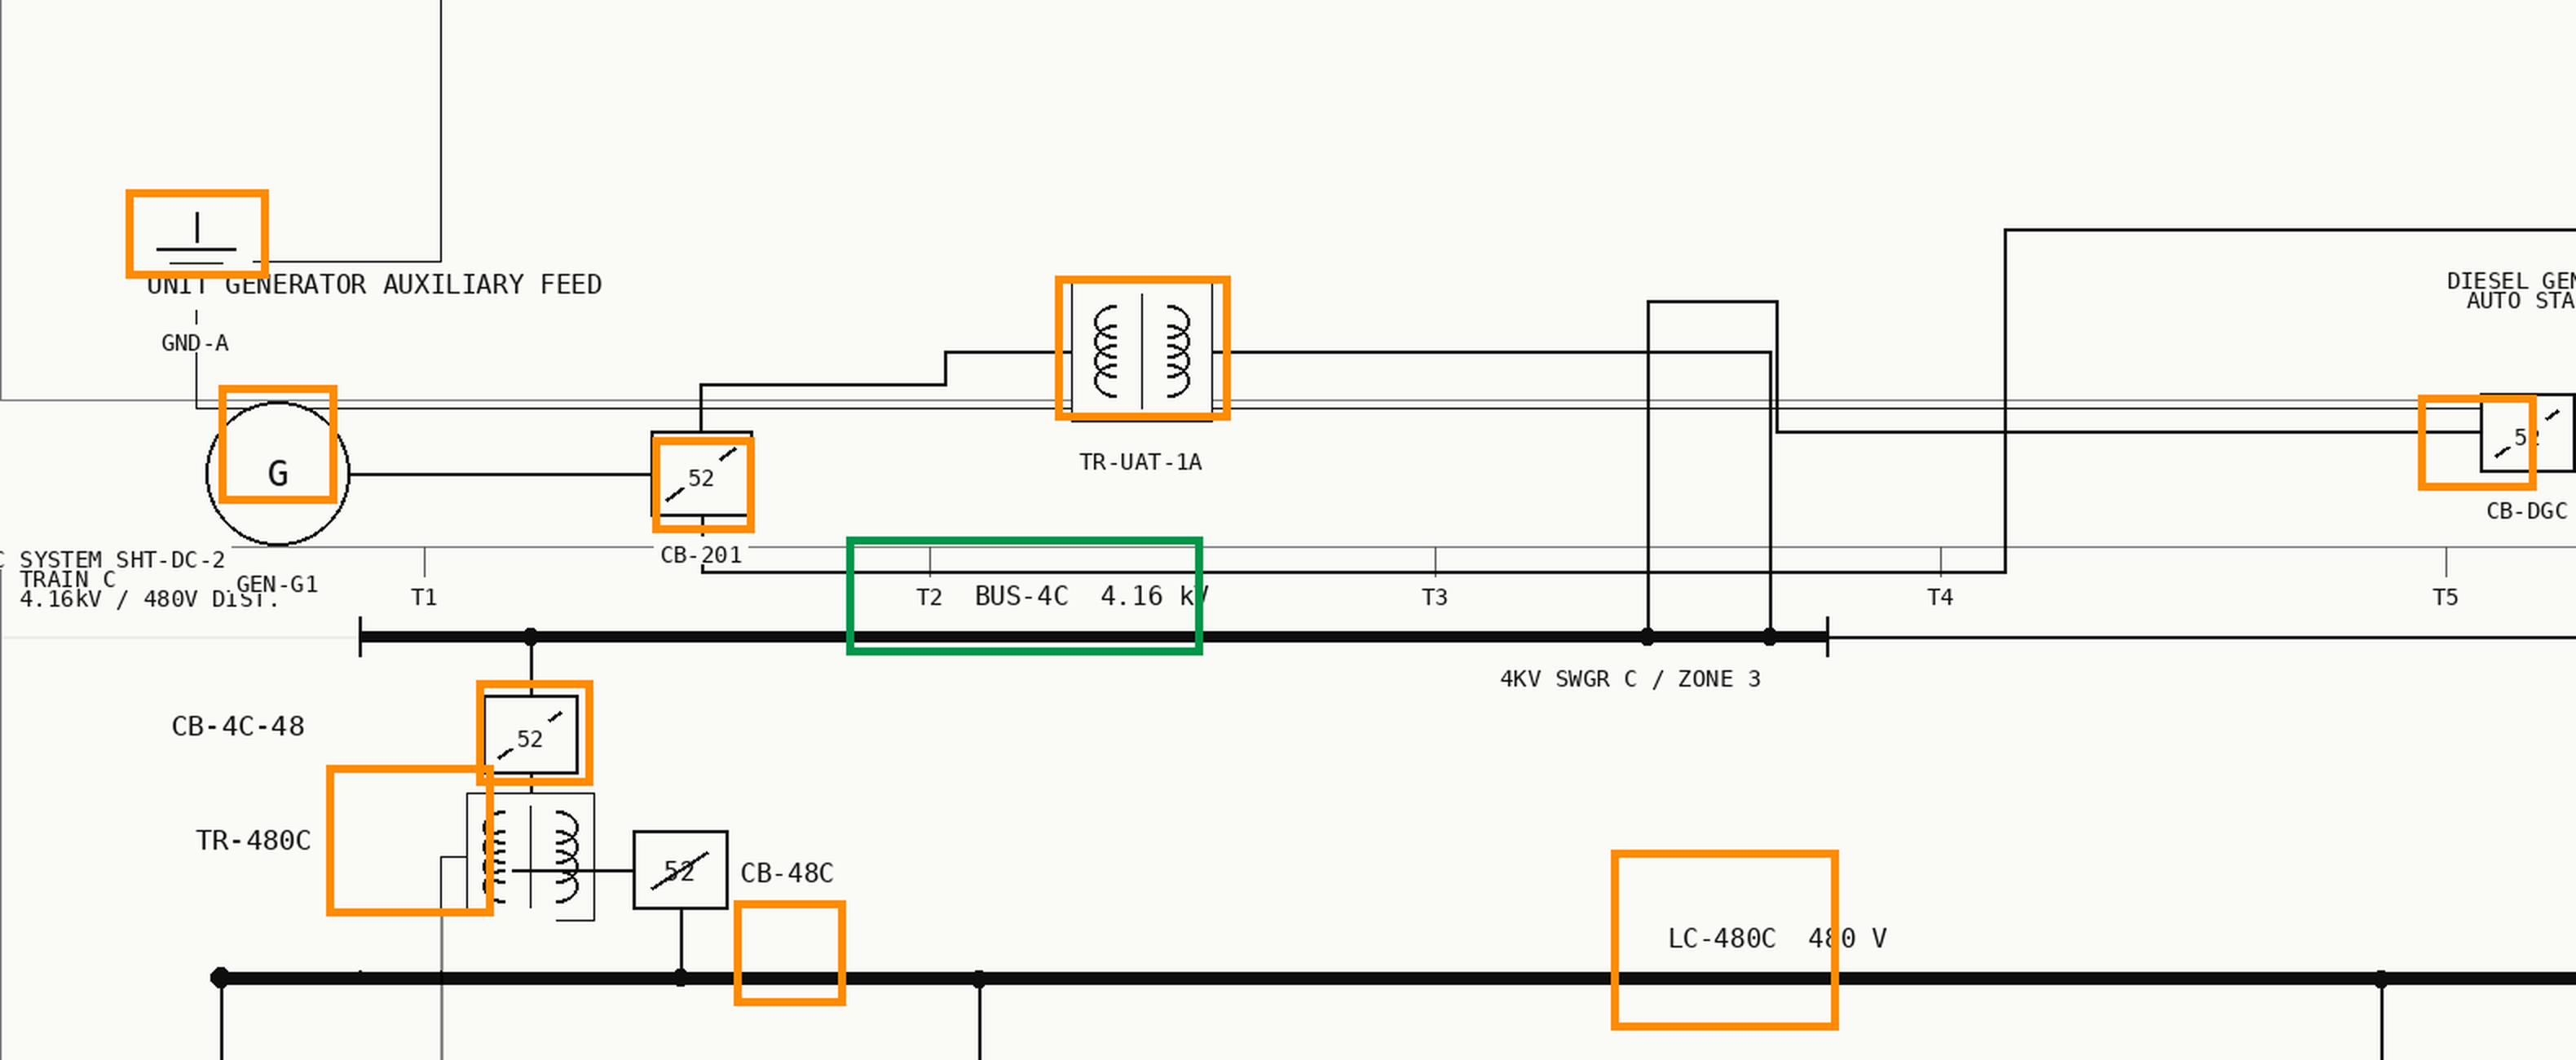 UNIT GENERATOR AUXILIARY FEED
DIESEL GEN
AUTO STA
GND-A
52
G
TR-UAT-1A
52
CB-DGC
CB-201
C SYSTEM SHT-DC-2
TRAIN C
GEN-G1
4.16kV / 480V DIST.
T1
T2
BUS-4C 4.16 kV
T3
T4
T5
4KV SWGR C / ZONE 3
CB-4C-48
52
TR-480C
52
CB-48C
LC-480C 480 V